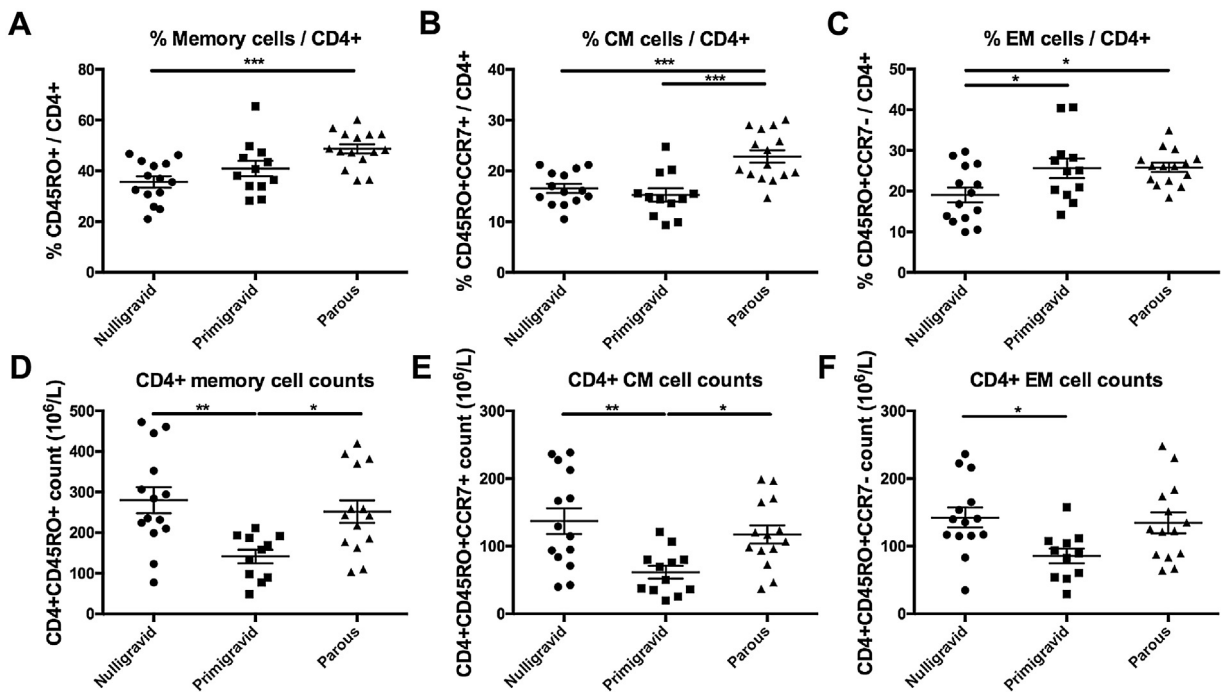 A
% Memory cells / CD4+
% CD45RO+ / CD4+
80
60
40
20
0
***
Nulligravid
Primigravid
Parous
B
% CM cells / CD4+
% CD45RO+CCR7+ / CD4+
40
30
20
10
0
***
***
Nulligravid
Primigravid
Parous
C
% EM cells / CD4+
% CD45RO+CCR7- / CD4+
50
40
30
20
10
0
*
*
Nulligravid
Primigravid
Parous
D
CD4+ memory cell counts
CD4+CD45RO+ count (10⁶/L)
500
400
300
200
100
0
**
*
Nulligravid
Primigravid
Parous
E
CD4+ CM cell counts
CD4+CD45RO+CCR7+ count (10⁶/L)
300
200
100
0
**
*
Nulligravid
Primigravid
Parous
F
CD4+ EM cell counts
CD4+CD45RO+CCR7- count (10⁶/L)
300
200
100
0
*
Nulligravid
Primigravid
Parous